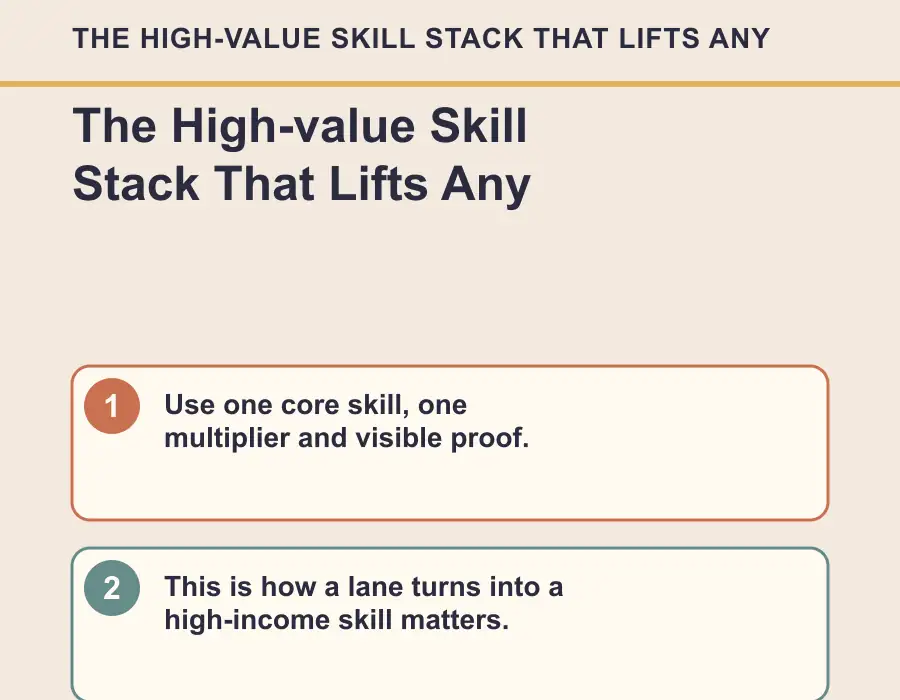 THE HIGH-VALUE SKILL STACK THAT LIFTS ANY
The High-value Skill
Stack That Lifts Any
1
Use one core skill, one
multiplier and visible proof.
2
This is how a lane turns into a
high-income skill matters.